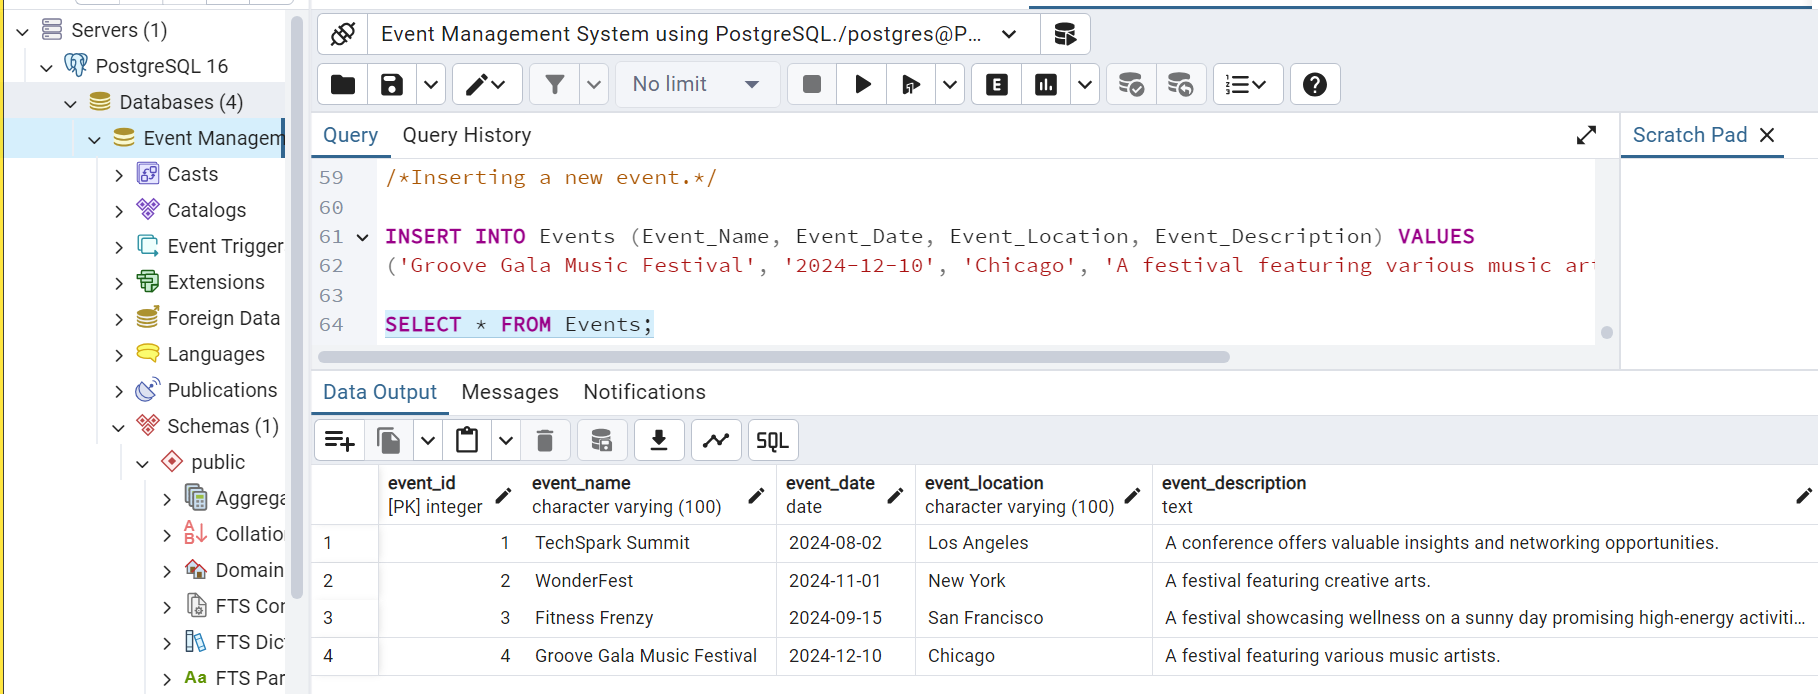 Servers (1)
PostgreSQL 16
Databases (4)
Event Managem
Casts
Catalogs
Event Trigger
Extensions
Foreign Data
Languages
Publications
Schemas (1)
public
Aggrega
Collatio
Domain
FTS Cor
FTS Dic
Aa FTS Par
Event Management System using PostgreSQL./postgres@P...
No limit
E
Query Query History
Scratch Pad
59 /*Inserting a new event.*/
60
61 INSERT INTO Events (Event_Name, Event_Date, Event_Location, Event_Description) VALUES
62 ('Groove Gala Music Festival', '2024-12-10', 'Chicago', 'A festival featuring various music art
63
64 SELECT * FROM Events;
Data Output Messages Notifications
SQL
event_id event_name event_date event_location event_description
[PK] integer character varying (100) date character varying (100) text
1 1 TechSpark Summit 2024-08-02 Los Angeles A conference offers valuable insights and networking opportunities.
2 2 WonderFest 2024-11-01 New York A festival featuring creative arts.
3 3 Fitness Frenzy 2024-09-15 San Francisco A festival showcasing wellness on a sunny day promising high-energy activiti...
4 4 Groove Gala Music Festival 2024-12-10 Chicago A festival featuring various music artists.